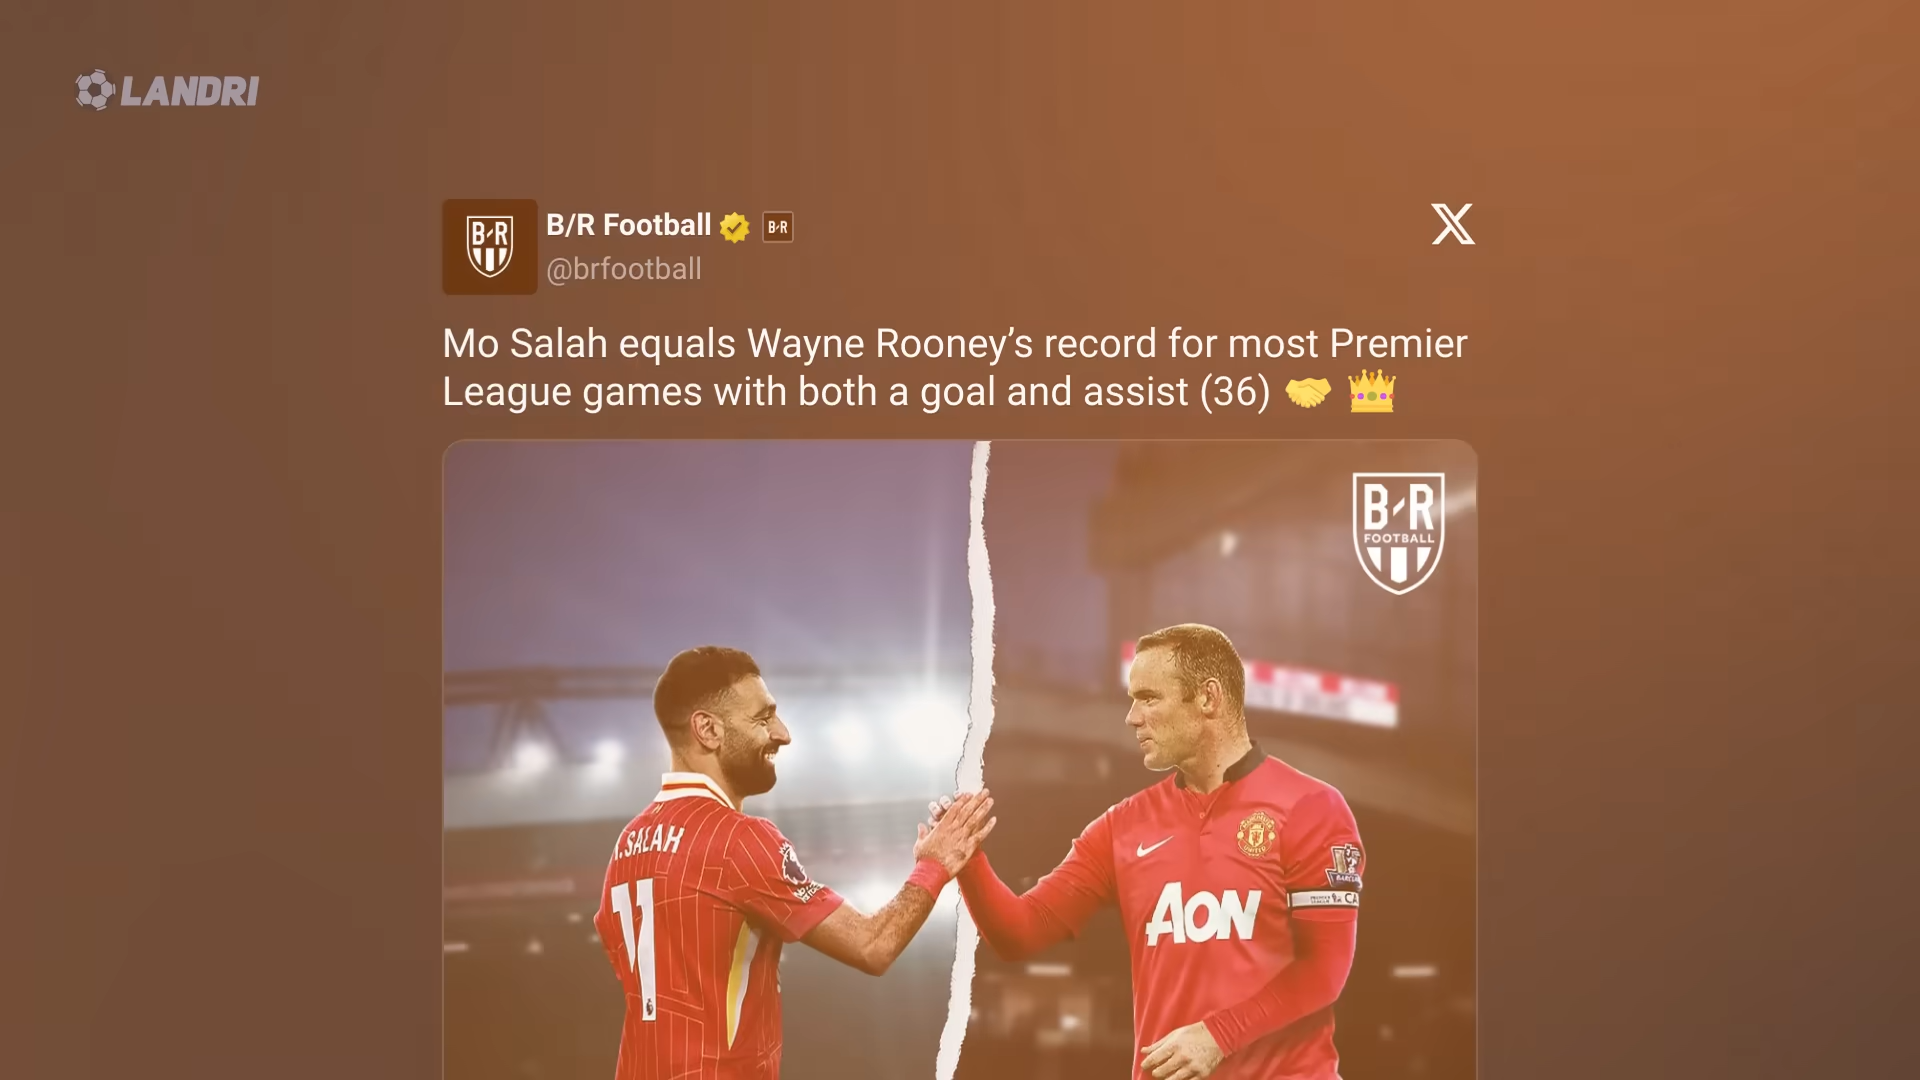 LANDRI
B/R Football
B-R
B-R
@brfootball
Mo Salah equals Wayne Rooney’s record for most Premier
League games with both a goal and assist (36)
B-R
FOOTBALL
SALAH
11
AON